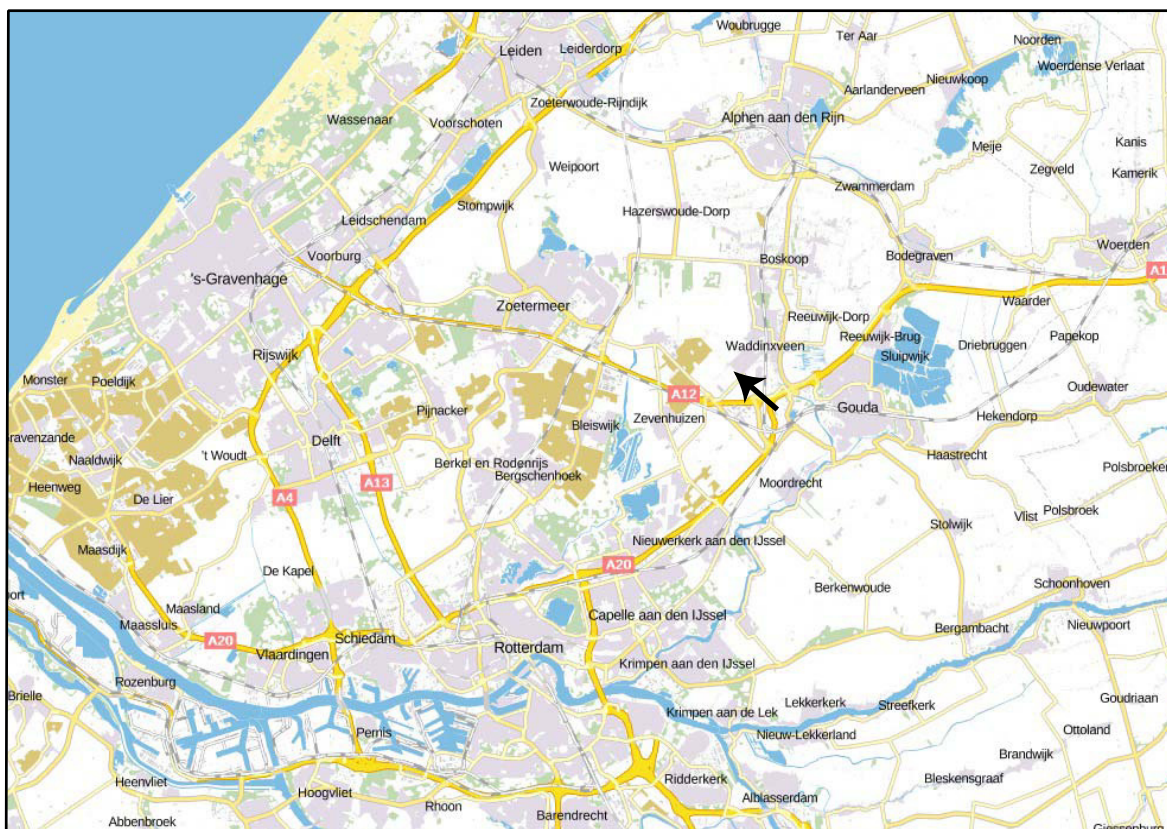 Woubrugge
Ter Aar
Noorden
Leiden
Leiderdorp
Woerdense Verlaat
Nieuwkoop
Aarlanderveen
Zoeterwoude-Rijndijk
Wassenaar
Voorschoten
Alphen aan den Rijn
Meije
Kanis
Weipoort
Zegveld
Kamerik
Zwammerdam
Stompwijk
Hazerswoude-Dorp
Leidschendam
Woerden
Voorburg
Boskoop
Bodegraven
A1
's-Gravenhage
Zoetermeer
Waarder
Reeuwijk-Dorp
Papekop
Reeuwijk-Brug
Waddinxveen
Driebruggen
Rijswijk
Sluipwijk
Monster
Poeldijk
Oudewater
A12
Pijnacker
Gouda
Hekendorp
Zevenhuizen
Bleiswijk
Gravenzande
Delft
't Woudt
Haastrecht
Naaldwijk
Berkel en Rodenrijs
Polsbroeker
Bergschenhoek
A13
Heenweg
Moordrecht
De Lier
A4
Polsbroek
Vlist
Stolwijk
Nieuwerkerk aan den IJssel
Maasdijk
A20
De Kapel
Schoonhoven
Berkenwoude
Maasland
Capelle aan den IJssel
Maassluis
Nieuwpoort
Bergambacht
A20
Schiedam
Rotterdam
Vlaardingen
Krimpen aan den IJssel
Rozenburg
Brielle
Goudriaan
Lekkerkerk
Streefkerk
Krimpen aan de Lek
Pernis
Nieuw-Lekkerland
Ottoland
Brandwijk
Heenvliet
Ridderkerk
Bleskensgraaf
Hoogvliet
Rhoon
Alblasserdam
Barendrecht
Abbenbroek